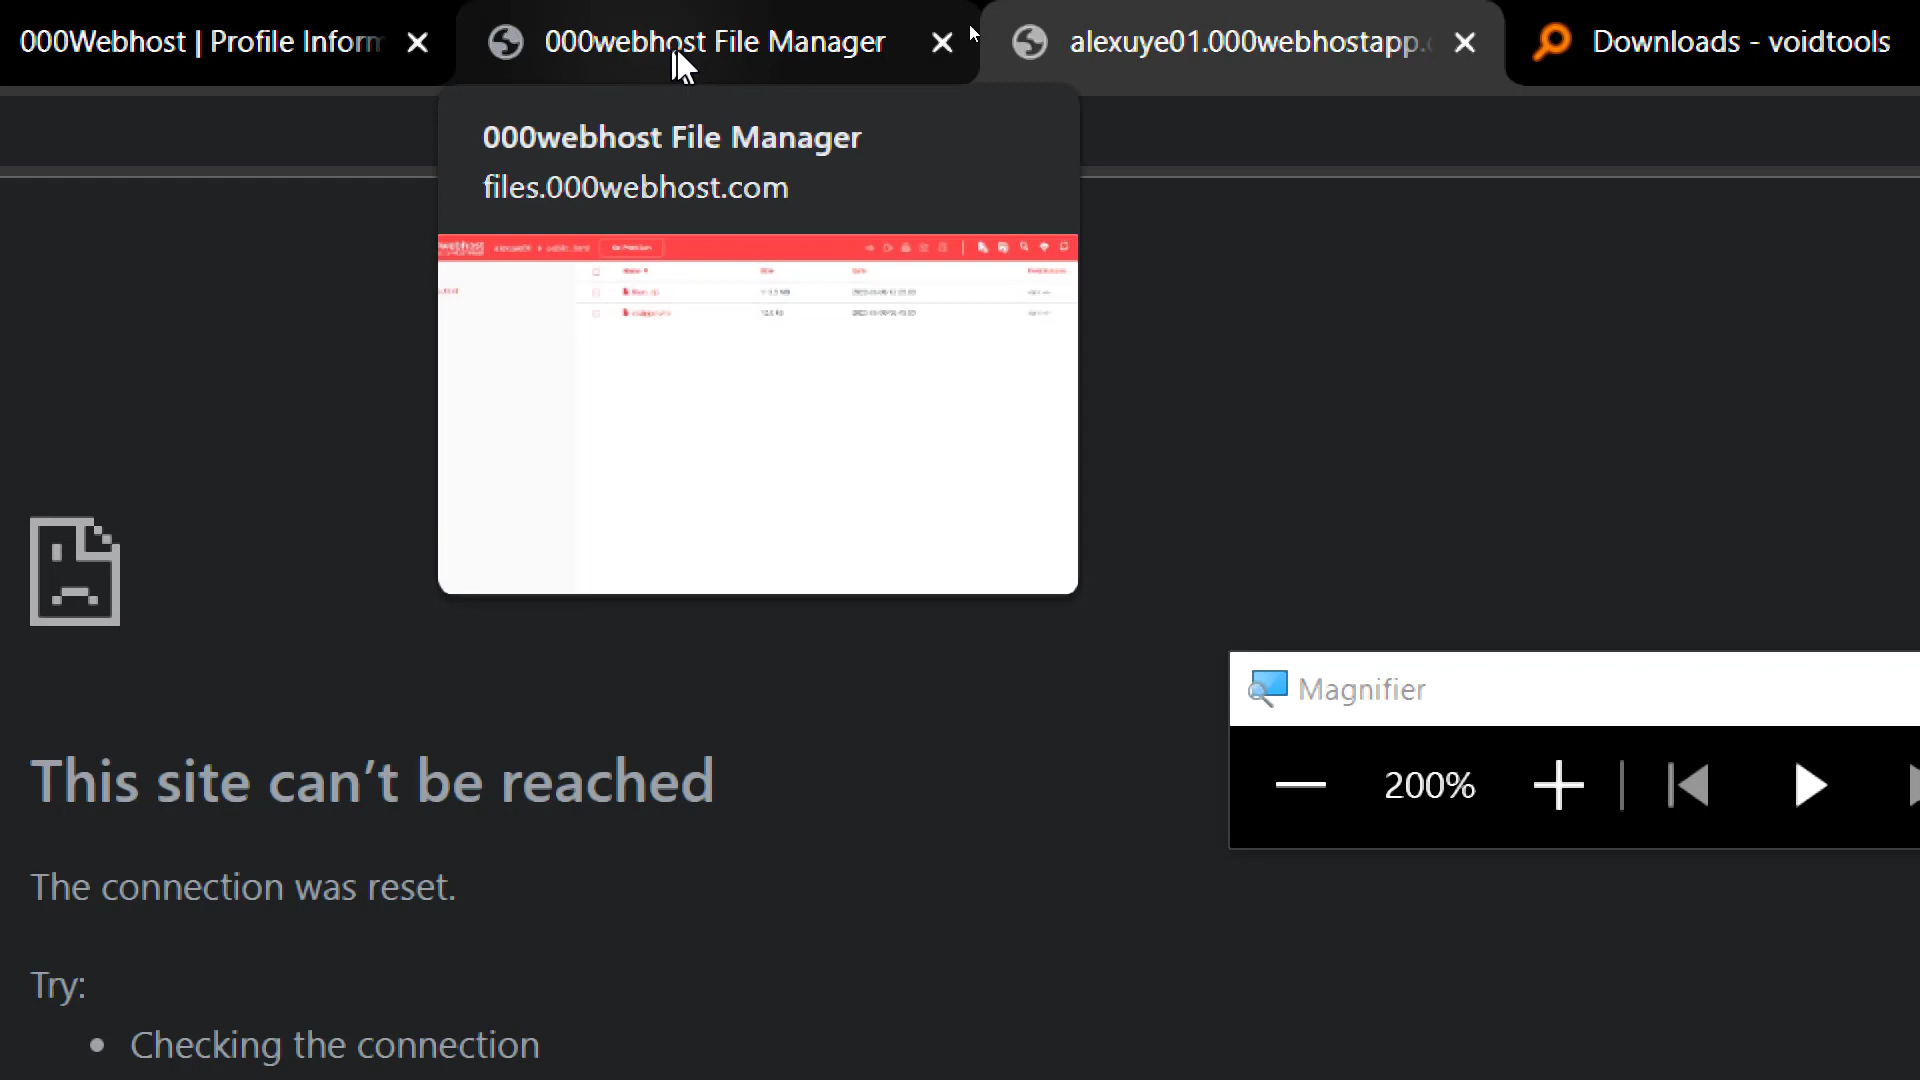 000Webhost | Profile Inform
000webhost File Manager
alexuye01.000webhostapp.
Downloads - voidtools
000webhost File Manager
files.000webhost.com
Magnifier
200%
This site can’t be reached
The connection was reset.
Try:
• Checking the connection